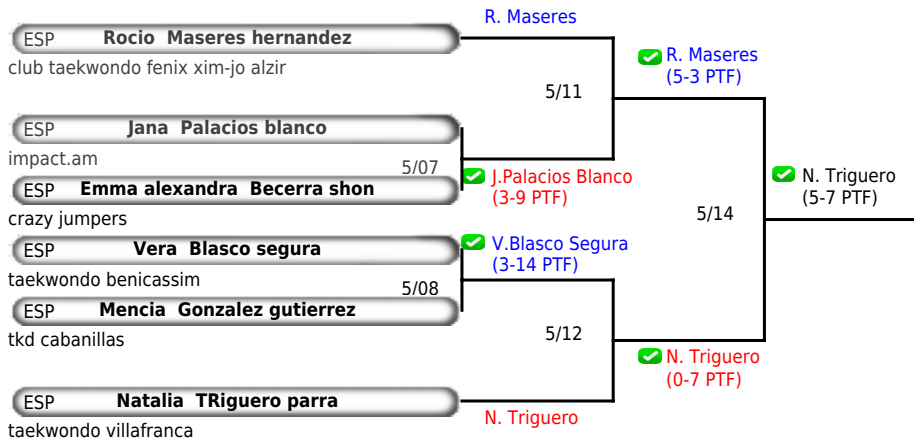 R. Maseres
ESP Rocio Maseres hernandez
club taekwondo fenix xim-jo alzir
R. Maseres
(5-3 PTF)
5/11
ESP Jana Palacios blanco
impact.am
5/07
J.Palacios Blanco
(3-9 PTF)
ESP Emma alexandra Becerra shon
crazy jumpers
N. Triguero
(5-7 PTF)
5/14
ESP Vera Blasco segura
taekwondo benicassim
V.Blasco Segura
(3-14 PTF)
5/08
ESP Mencia Gonzalez gutierrez
tkd cabanillas
5/12
N. Triguero
(0-7 PTF)
ESP Natalia TRiguero parra
taekwondo villafranca
N. Triguero